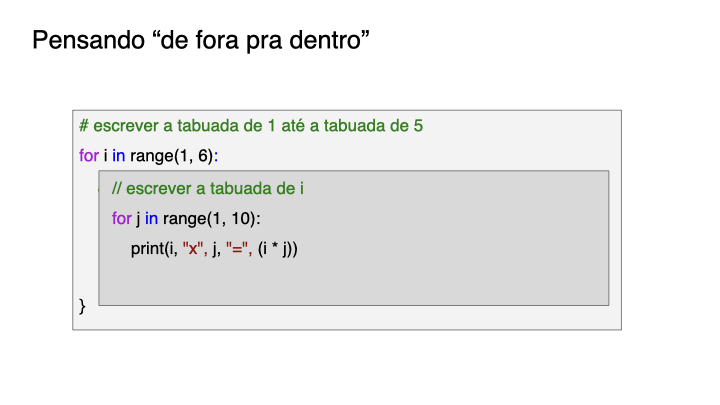 Pensando “de fora pra dentro”
# escrever a tabuada de 1 até a tabuada de 5
for i in range(1, 6):
// escrever a tabuada de i
for j in range(1, 10):
print(i, "x", j, "=", (i * j))
}